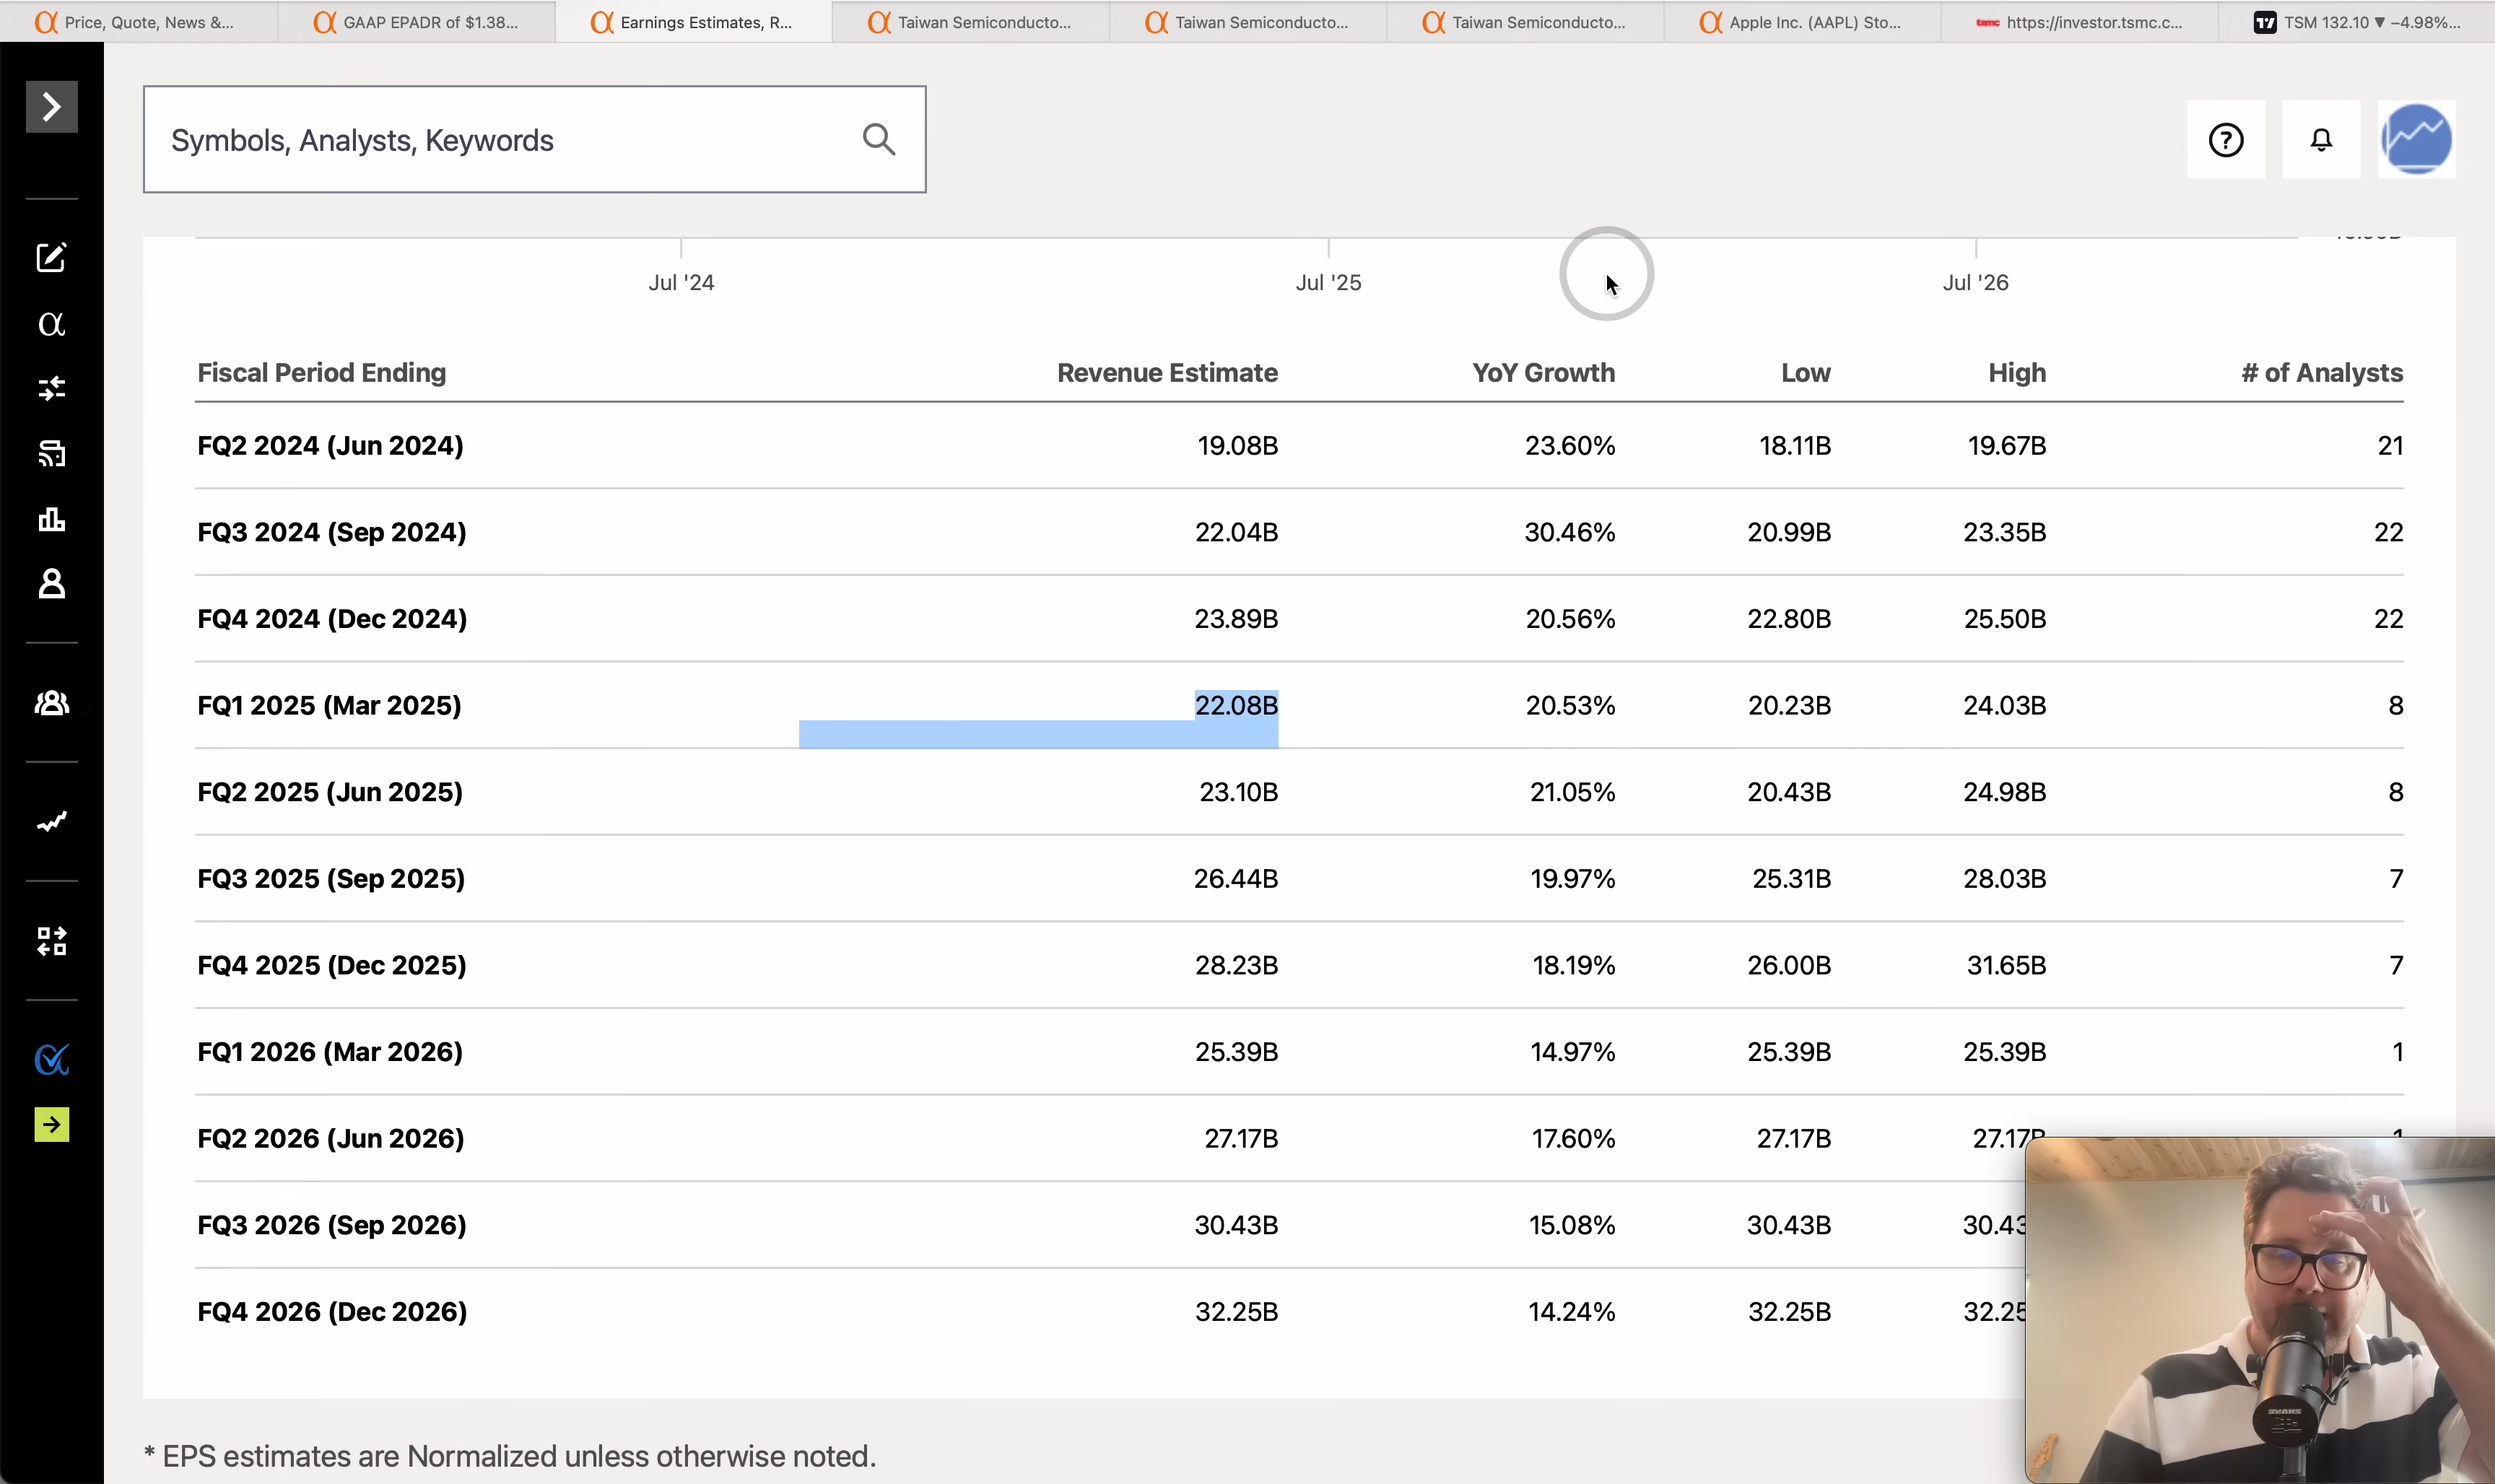 Price, Quote, News &...
GAAP EPADR of $1.38...
Earnings Estimates, R...
Taiwan Semiconducto...
Taiwan Semiconducto...
Taiwan Semiconducto...
Apple Inc. (AAPL) Sto...
tsmc https://investor.tsmc.c...
TSM 132.10 ▼ −4.98%...
Symbols, Analysts, Keywords
Jul '24 Jul '25 Jul '26
Fiscal Period Ending Revenue Estimate YoY Growth Low High # of Analysts
FQ2 2024 (Jun 2024) 19.08B 23.60% 18.11B 19.67B 21
FQ3 2024 (Sep 2024) 22.04B 30.46% 20.99B 23.35B 22
FQ4 2024 (Dec 2024) 23.89B 20.56% 22.80B 25.50B 22
FQ1 2025 (Mar 2025) 22.08B 20.53% 20.23B 24.03B 8
FQ2 2025 (Jun 2025) 23.10B 21.05% 20.43B 24.98B 8
FQ3 2025 (Sep 2025) 26.44B 19.97% 25.31B 28.03B 7
FQ4 2025 (Dec 2025) 28.23B 18.19% 26.00B 31.65B 7
FQ1 2026 (Mar 2026) 25.39B 14.97% 25.39B 25.39B 1
FQ2 2026 (Jun 2026) 27.17B 17.60% 27.17B 27.17B 1
FQ3 2026 (Sep 2026) 30.43B 15.08% 30.43B 30.43
FQ4 2026 (Dec 2026) 32.25B 14.24% 32.25B 32.25
* EPS estimates are Normalized unless otherwise noted.